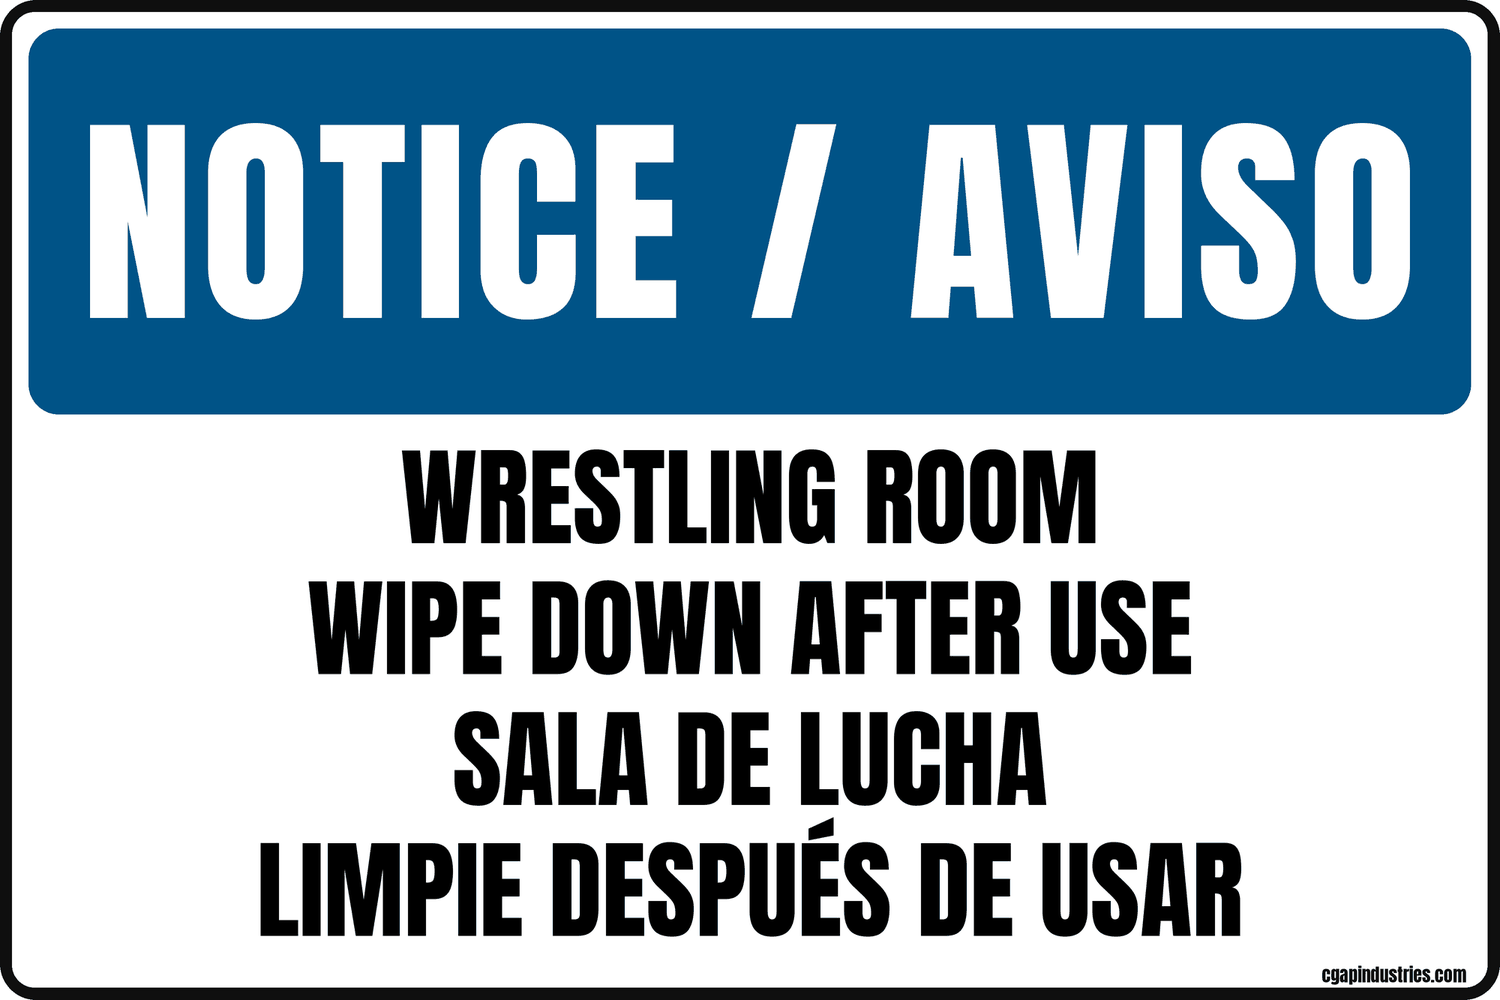 NOTICE / AVISO
WRESTLING ROOM
WIPE DOWN AFTER USE
SALA DE LUCHA
LIMPIE DESPUÉS DE USAR
cgapindustries.com